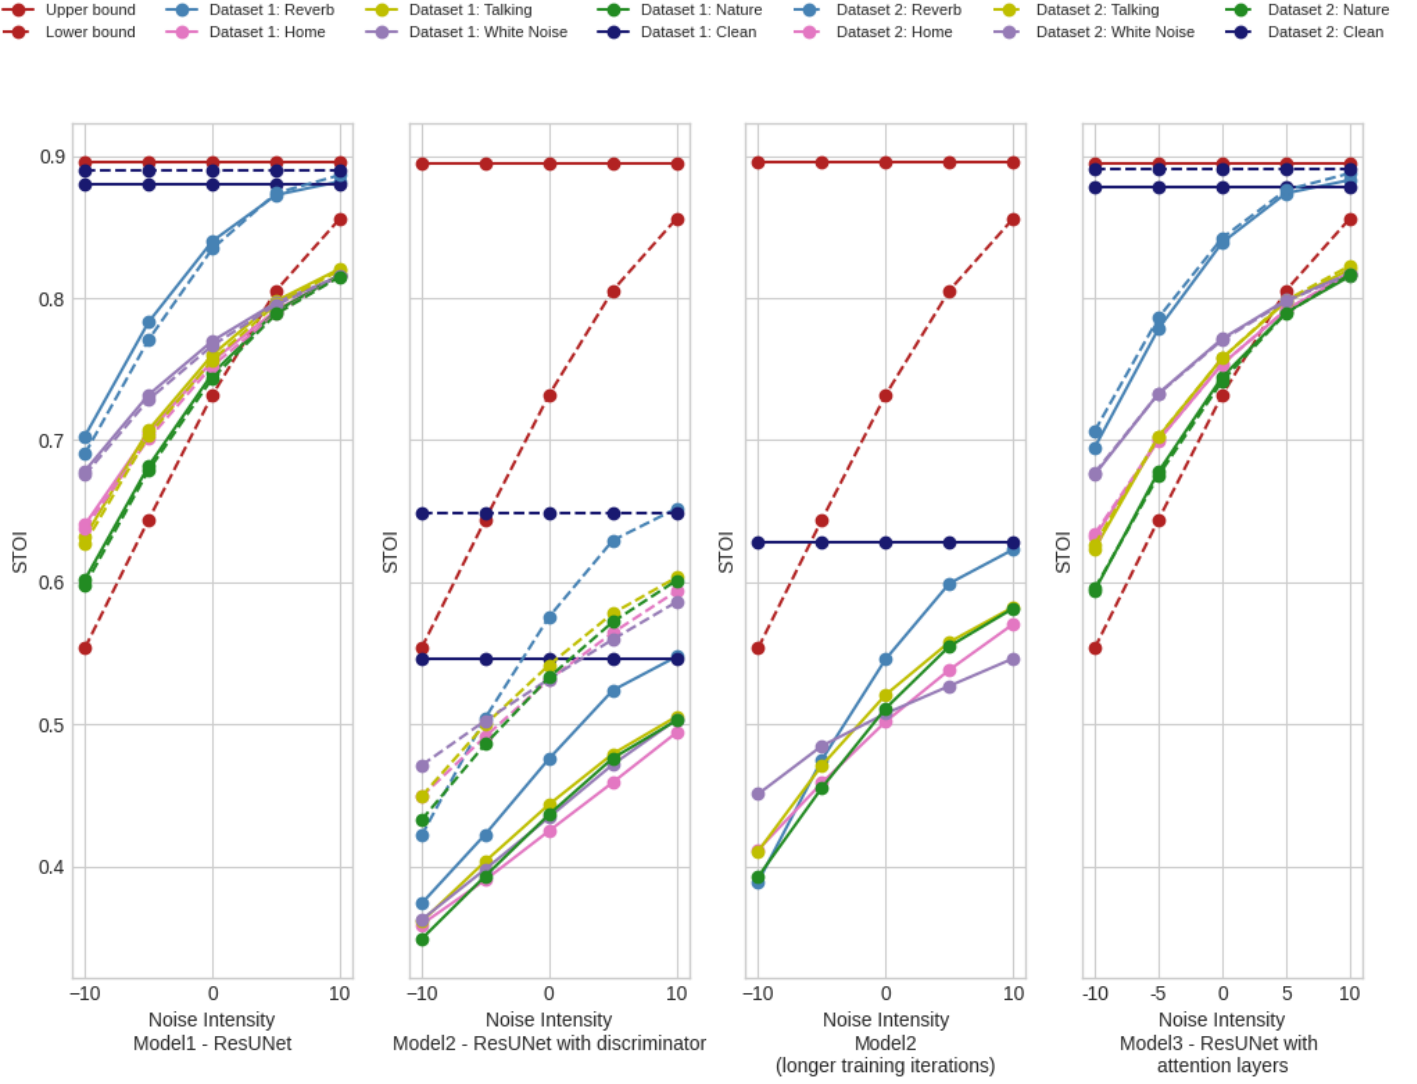 Upper bound
Dataset 1: Reverb
Dataset 1: Talking
Dataset 1: Nature
Dataset 2: Reverb
Dataset 2: Talking
Dataset 2: Nature
Lower bound
Dataset 1: Home
Dataset 1: White Noise
Dataset 1: Clean
Dataset 2: Home
Dataset 2: White Noise
Dataset 2: Clean
STOI
0.9
0.8
0.7
0.6
0.5
0.4
−10
0
10
Noise Intensity
Model1 - ResUNet
STOI
−10
0
10
Noise Intensity
Model2 - ResUNet with discriminator
STOI
−10
0
10
Noise Intensity
Model2
(longer training iterations)
STOI
-10
-5
0
5
10
Noise Intensity
Model3 - ResUNet with
attention layers